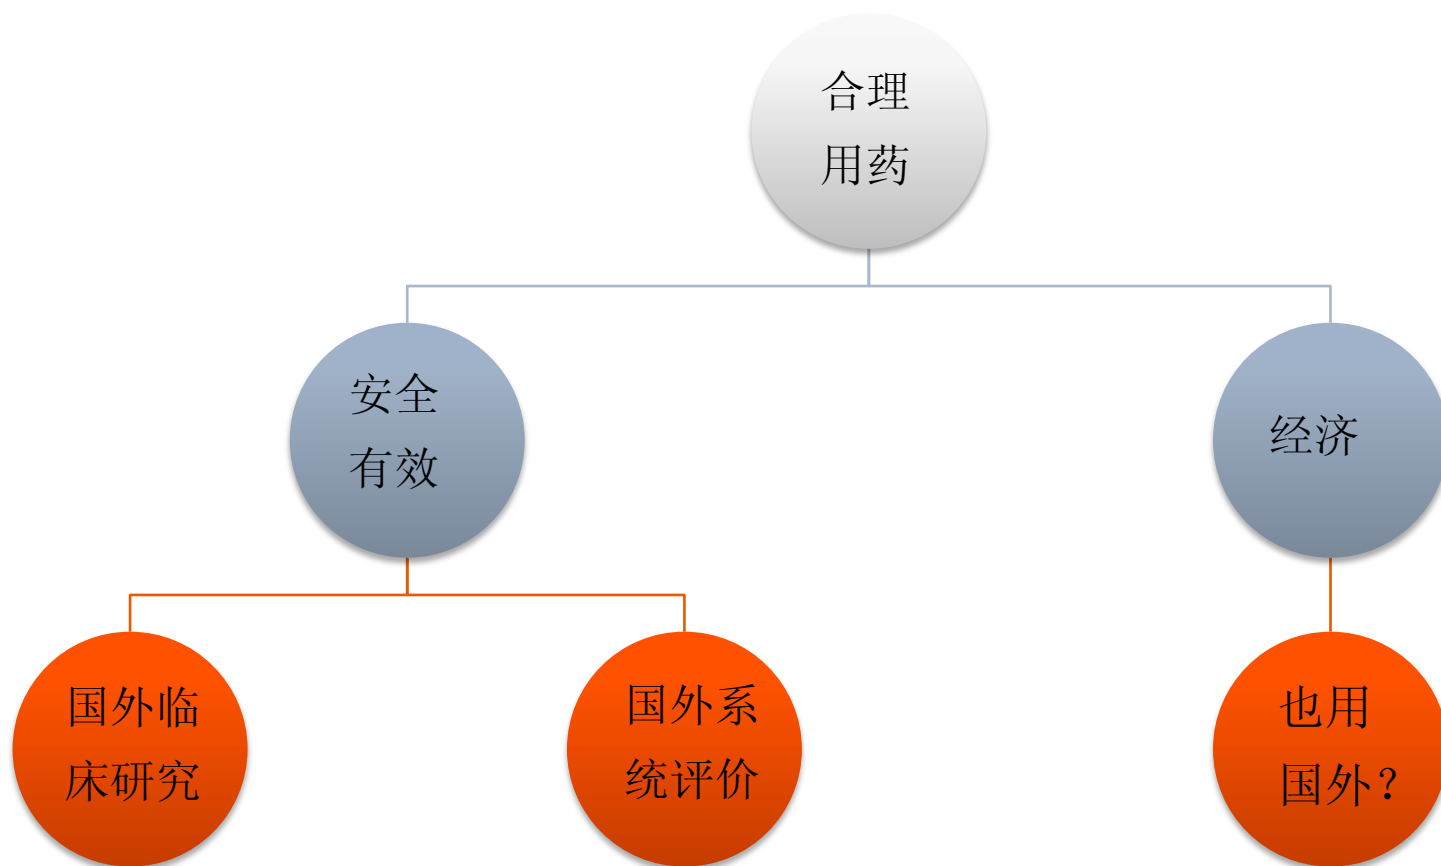 合理
用药
安全
有效
经济
国外临
床研究
国外系
统评价
也用
国外？